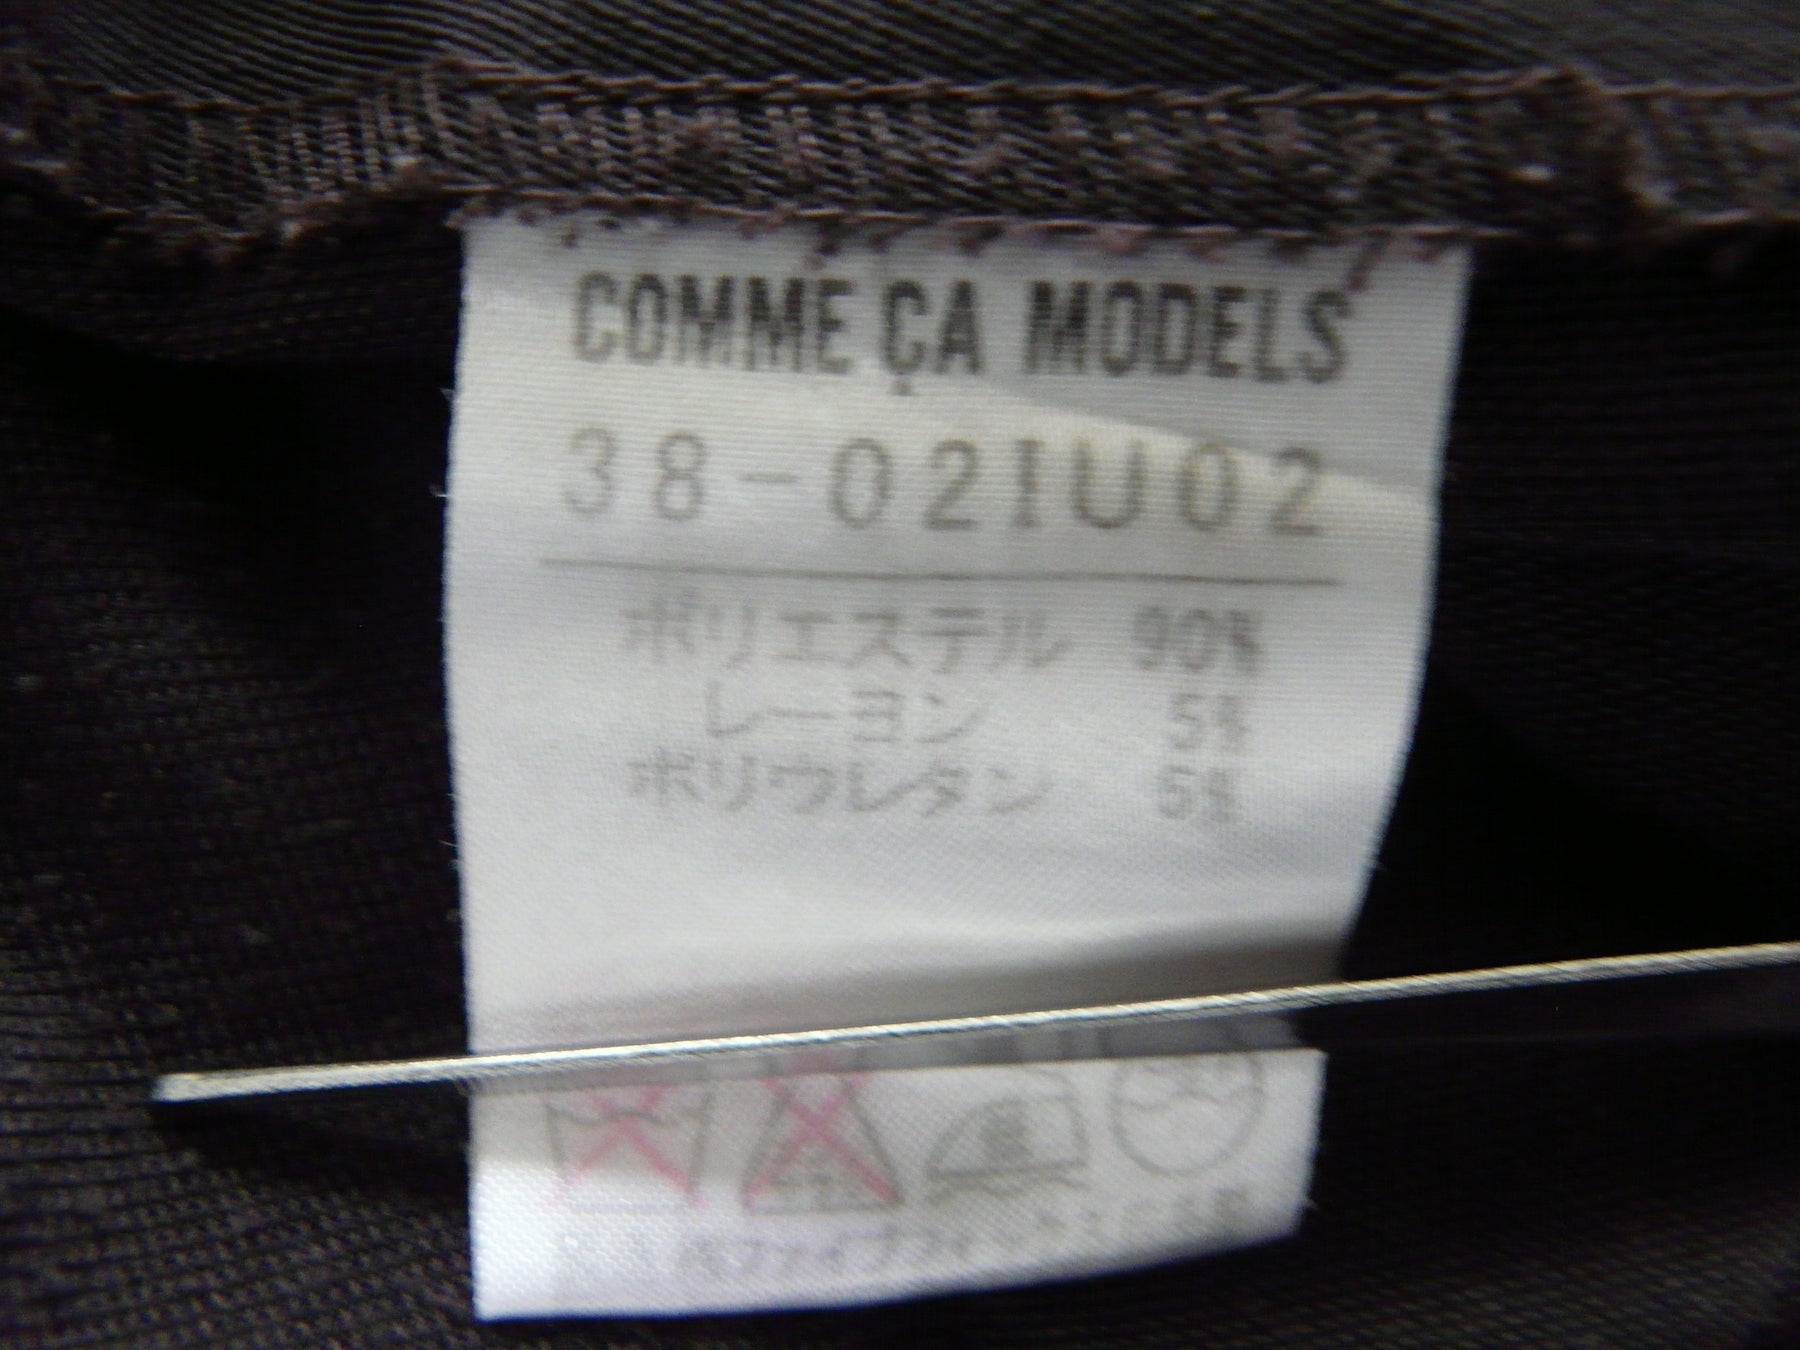 COMME ÇA MODELS
38-02IU02
ポリエステル 90%
レーヨン 5%
ポリウレタン 5%